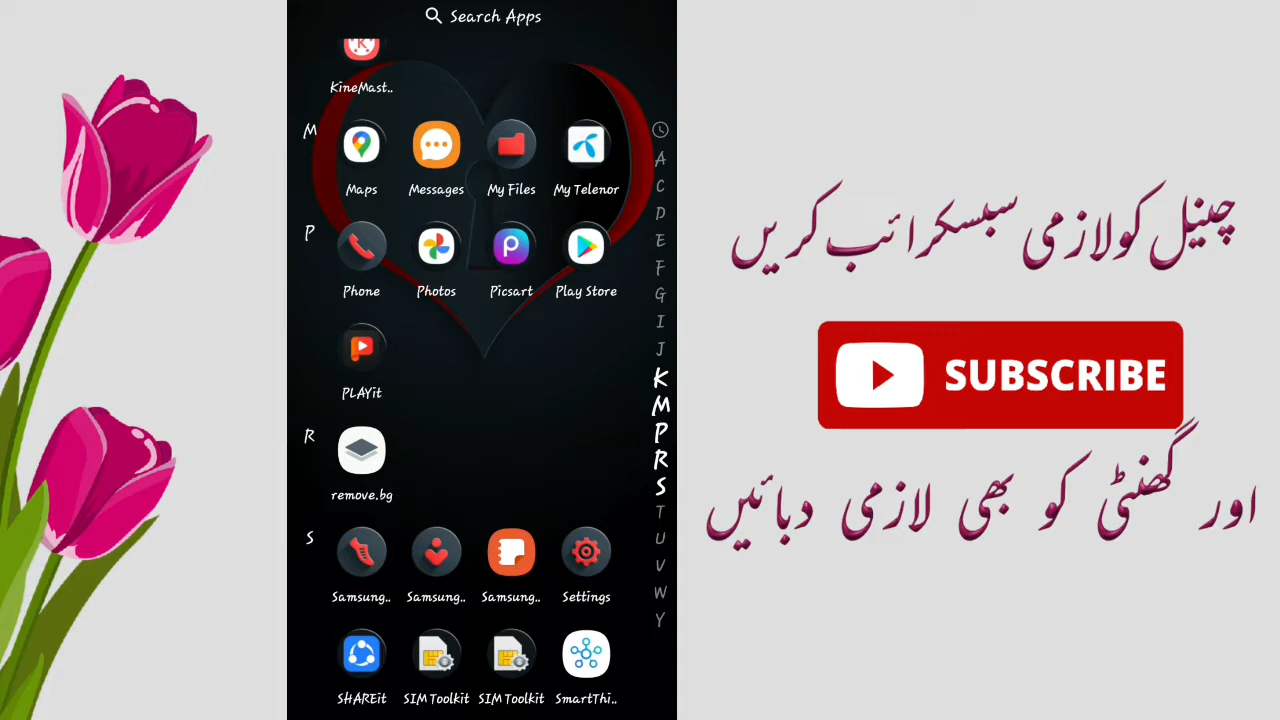 Search Apps
KineMast..
M
Maps
Messages
My Files
My Telenor
P
Phone
Photos
Picsart
Play Store
PLAYit
R
remove.bg
S
Samsung..
Samsung..
Samsung..
Settings
SHAREit
SIM Toolkit
SIM Toolkit
SmartThi..
A
C
D
E
F
G
I
J
K
M
P
R
S
T
U
V
W
Y
چینل کو لازمی سبسکرائب کریں
SUBSCRIBE
اور گھنٹی کو بھی لازمی دبائیں